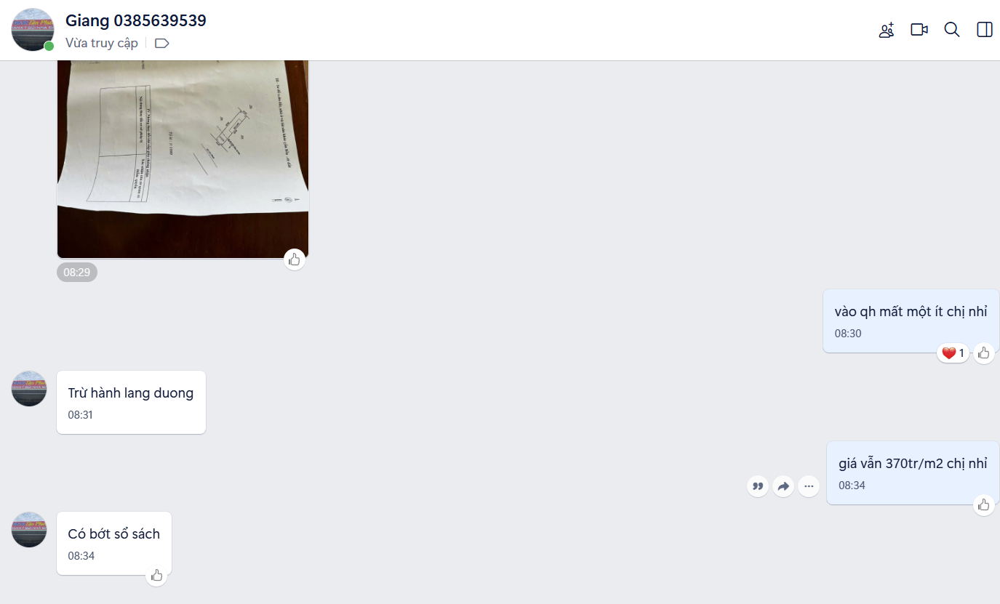 Giang 0385639539
Vừa truy cập
08:29
vào qh mất một ít chị nhỉ
08:30
1
Trừ hành lang duong
08:31
giá vẫn 370tr/m2 chị nhỉ
08:34
Có bớt sổ sách
08:34